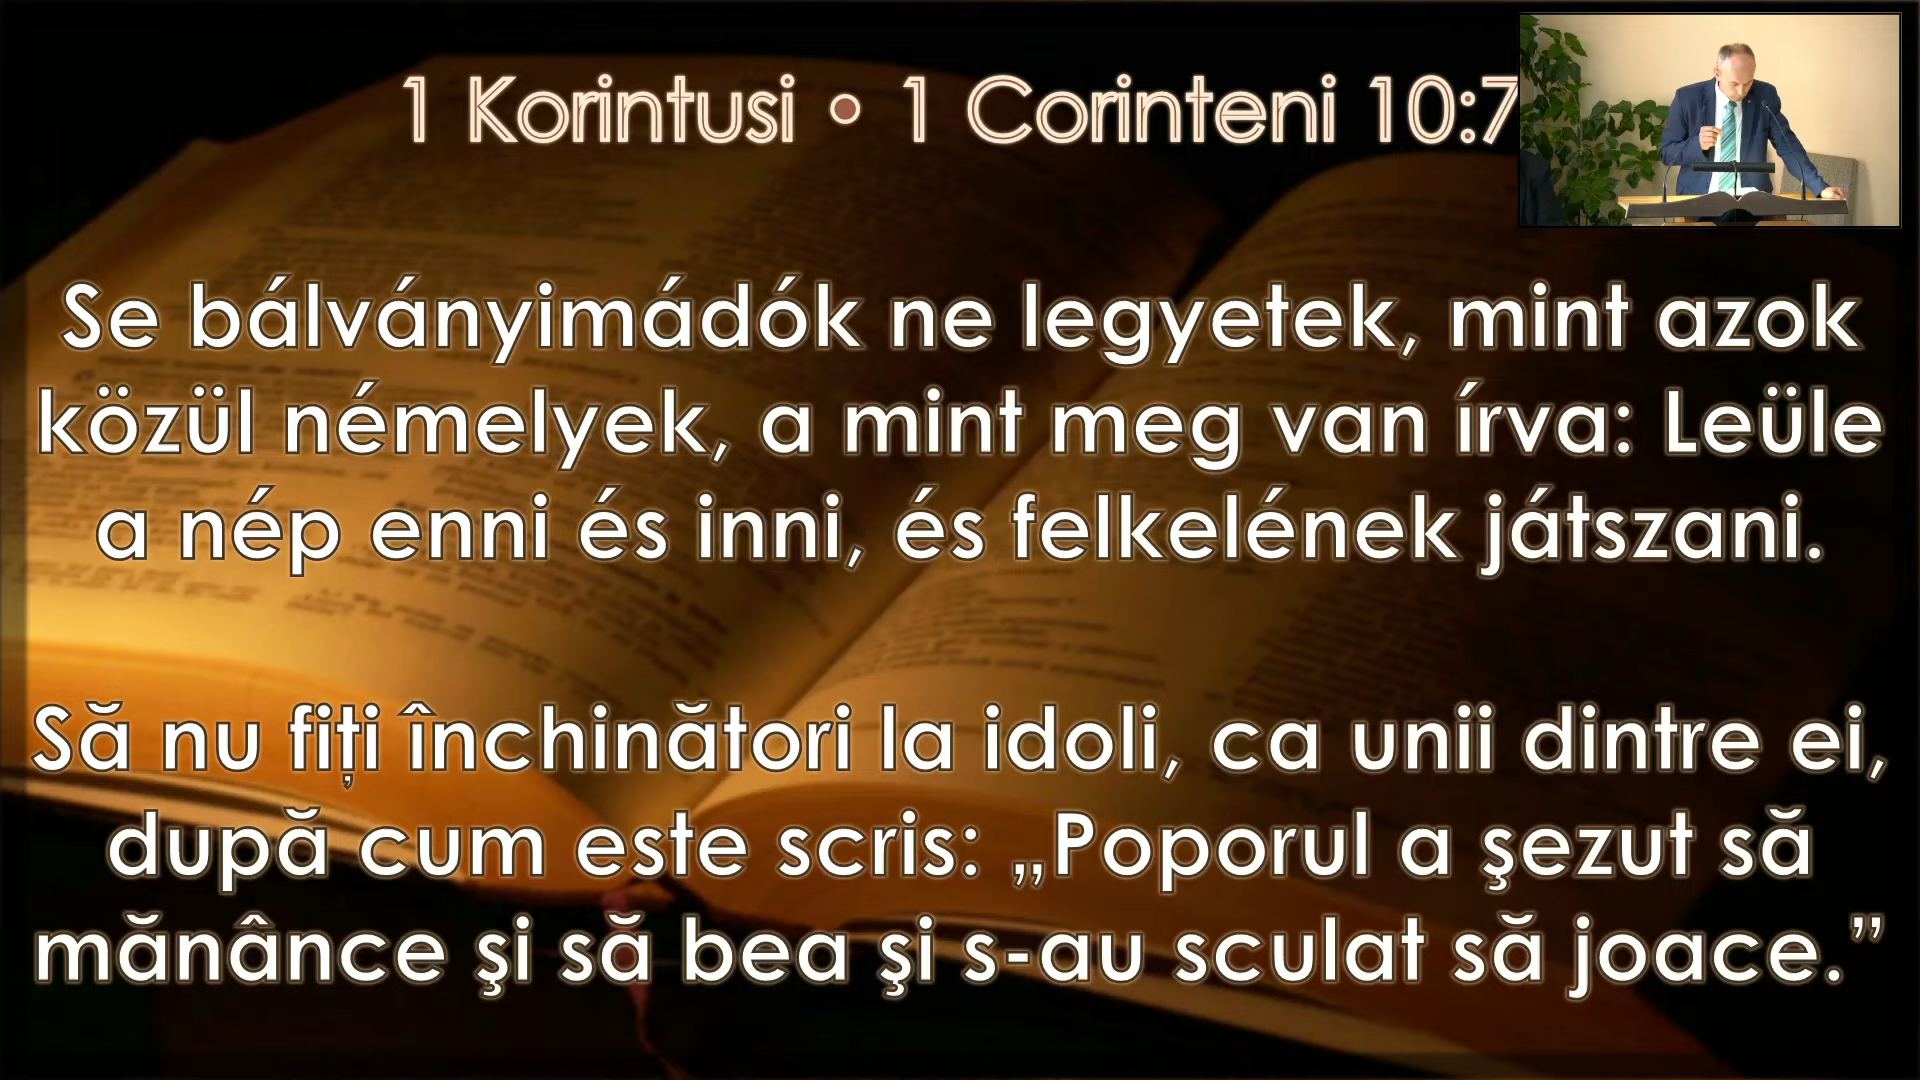 1 Korintusi • 1 Corinteni 10:7
Se bálványimádók ne legyetek, mint azok
közül némelyek, a mint meg van írva: Leüle
a nép enni és inni, és felkelének játszani.
Să nu fiţi închinători la idoli, ca unii dintre ei,
după cum este scris: „Poporul a şezut să
mănânce şi să bea şi s-au sculat să joace.”